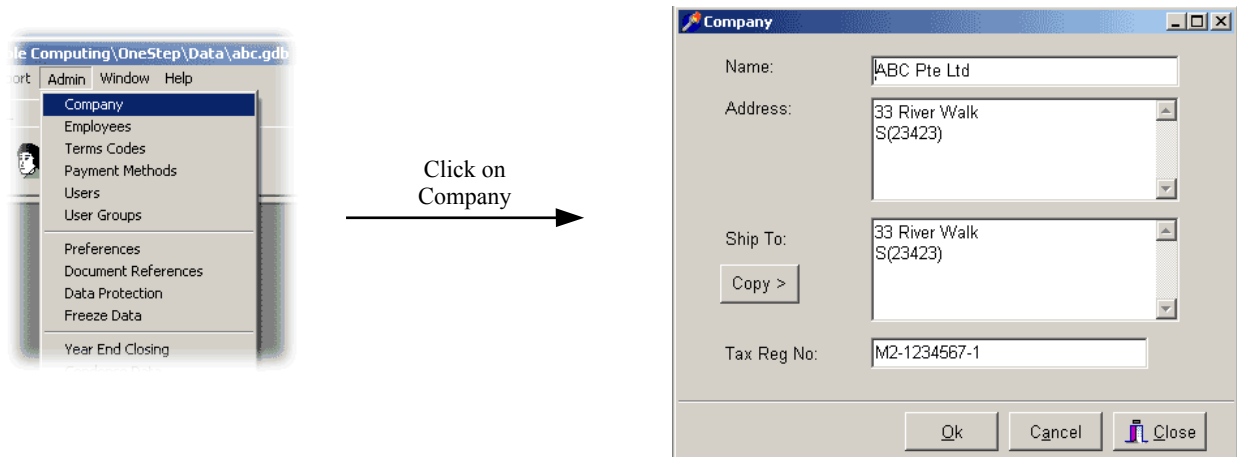 le Computing\OneStep\Data\abc.gdb
ort Admin Window Help
Company
Employees
Terms Codes
Payment Methods
Users
User Groups
Preferences
Document References
Data Protection
Freeze Data
Year End Closing
Click on
Company
Company
Name: ABC Pte Ltd
Address: 33 River Walk
S(23423)
Ship To: 33 River Walk
S(23423)
Copy >
Tax Reg No: M2-1234567-1
Ok Cancel Close